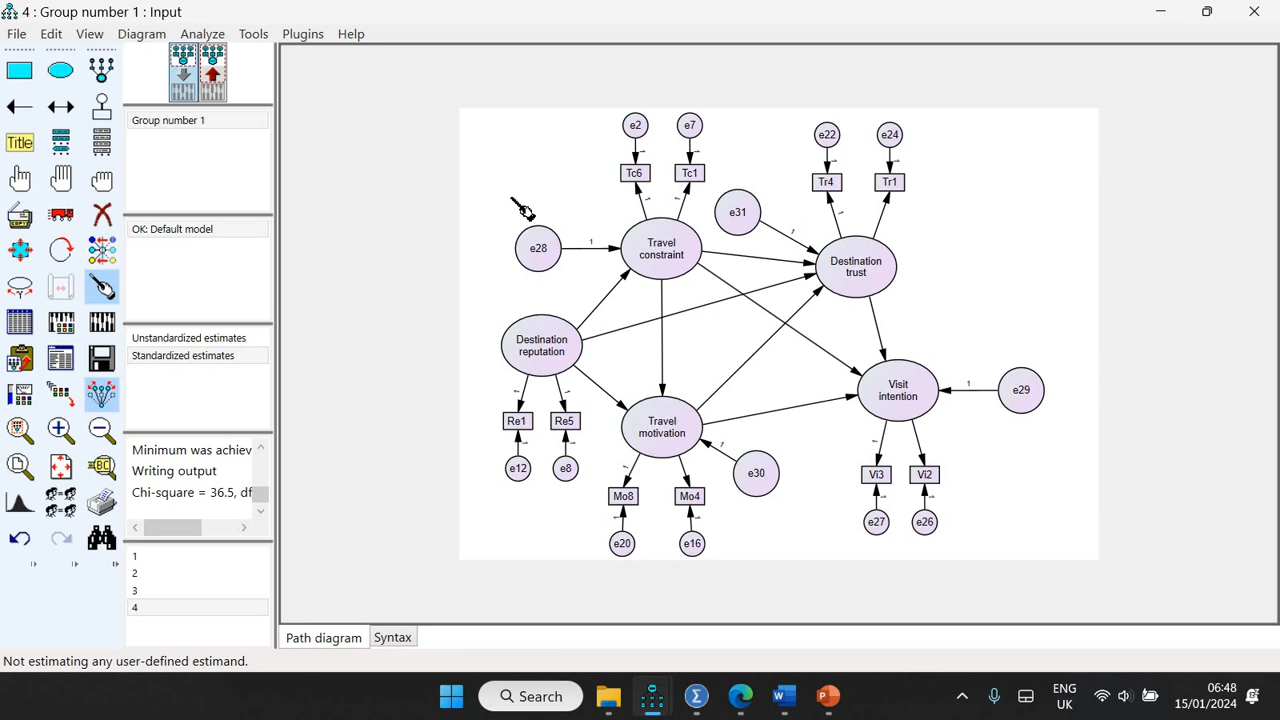 4 : Group number 1 : Input
File Edit View Diagram Analyze Tools Plugins Help
Title
Group number 1
OK: Default model
Unstandardized estimates
Standardized estimates
Minimum was achiev
Writing output
Chi-square = 36.5, df
1
2
3
4
e2 e7
Tc6 Tc1
e22 e24
Tr4 Tr1
e31
e28
1
Travel
constraint
Destination
trust
Destination
reputation
Visit
intention
1
e29
Travel
motivation
Re1 Re5
e12 e8
e30
Mo8 Mo4
e20 e16
Vi3 Vi2
e27 e26
Path diagram Syntax
Not estimating any user-defined estimand.
Search
ENG
UK
06:48
15/01/2024